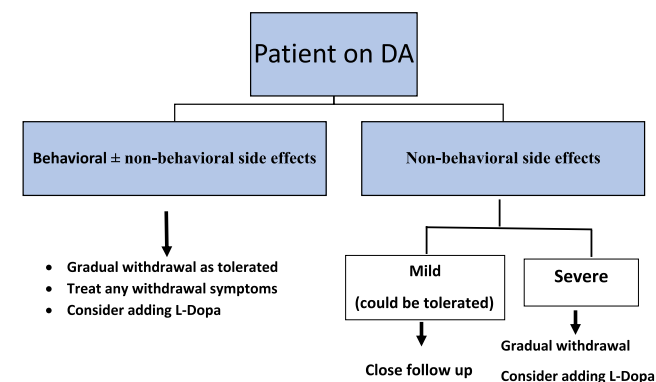 Patient on DA
Behavioral ± non-behavioral side effects
Non-behavioral side effects
• Gradual withdrawal as tolerated
• Treat any withdrawal symptoms
• Consider adding L-Dopa
Mild
(could be tolerated)
Severe
Close follow up
Gradual withdrawal
Consider adding L-Dopa